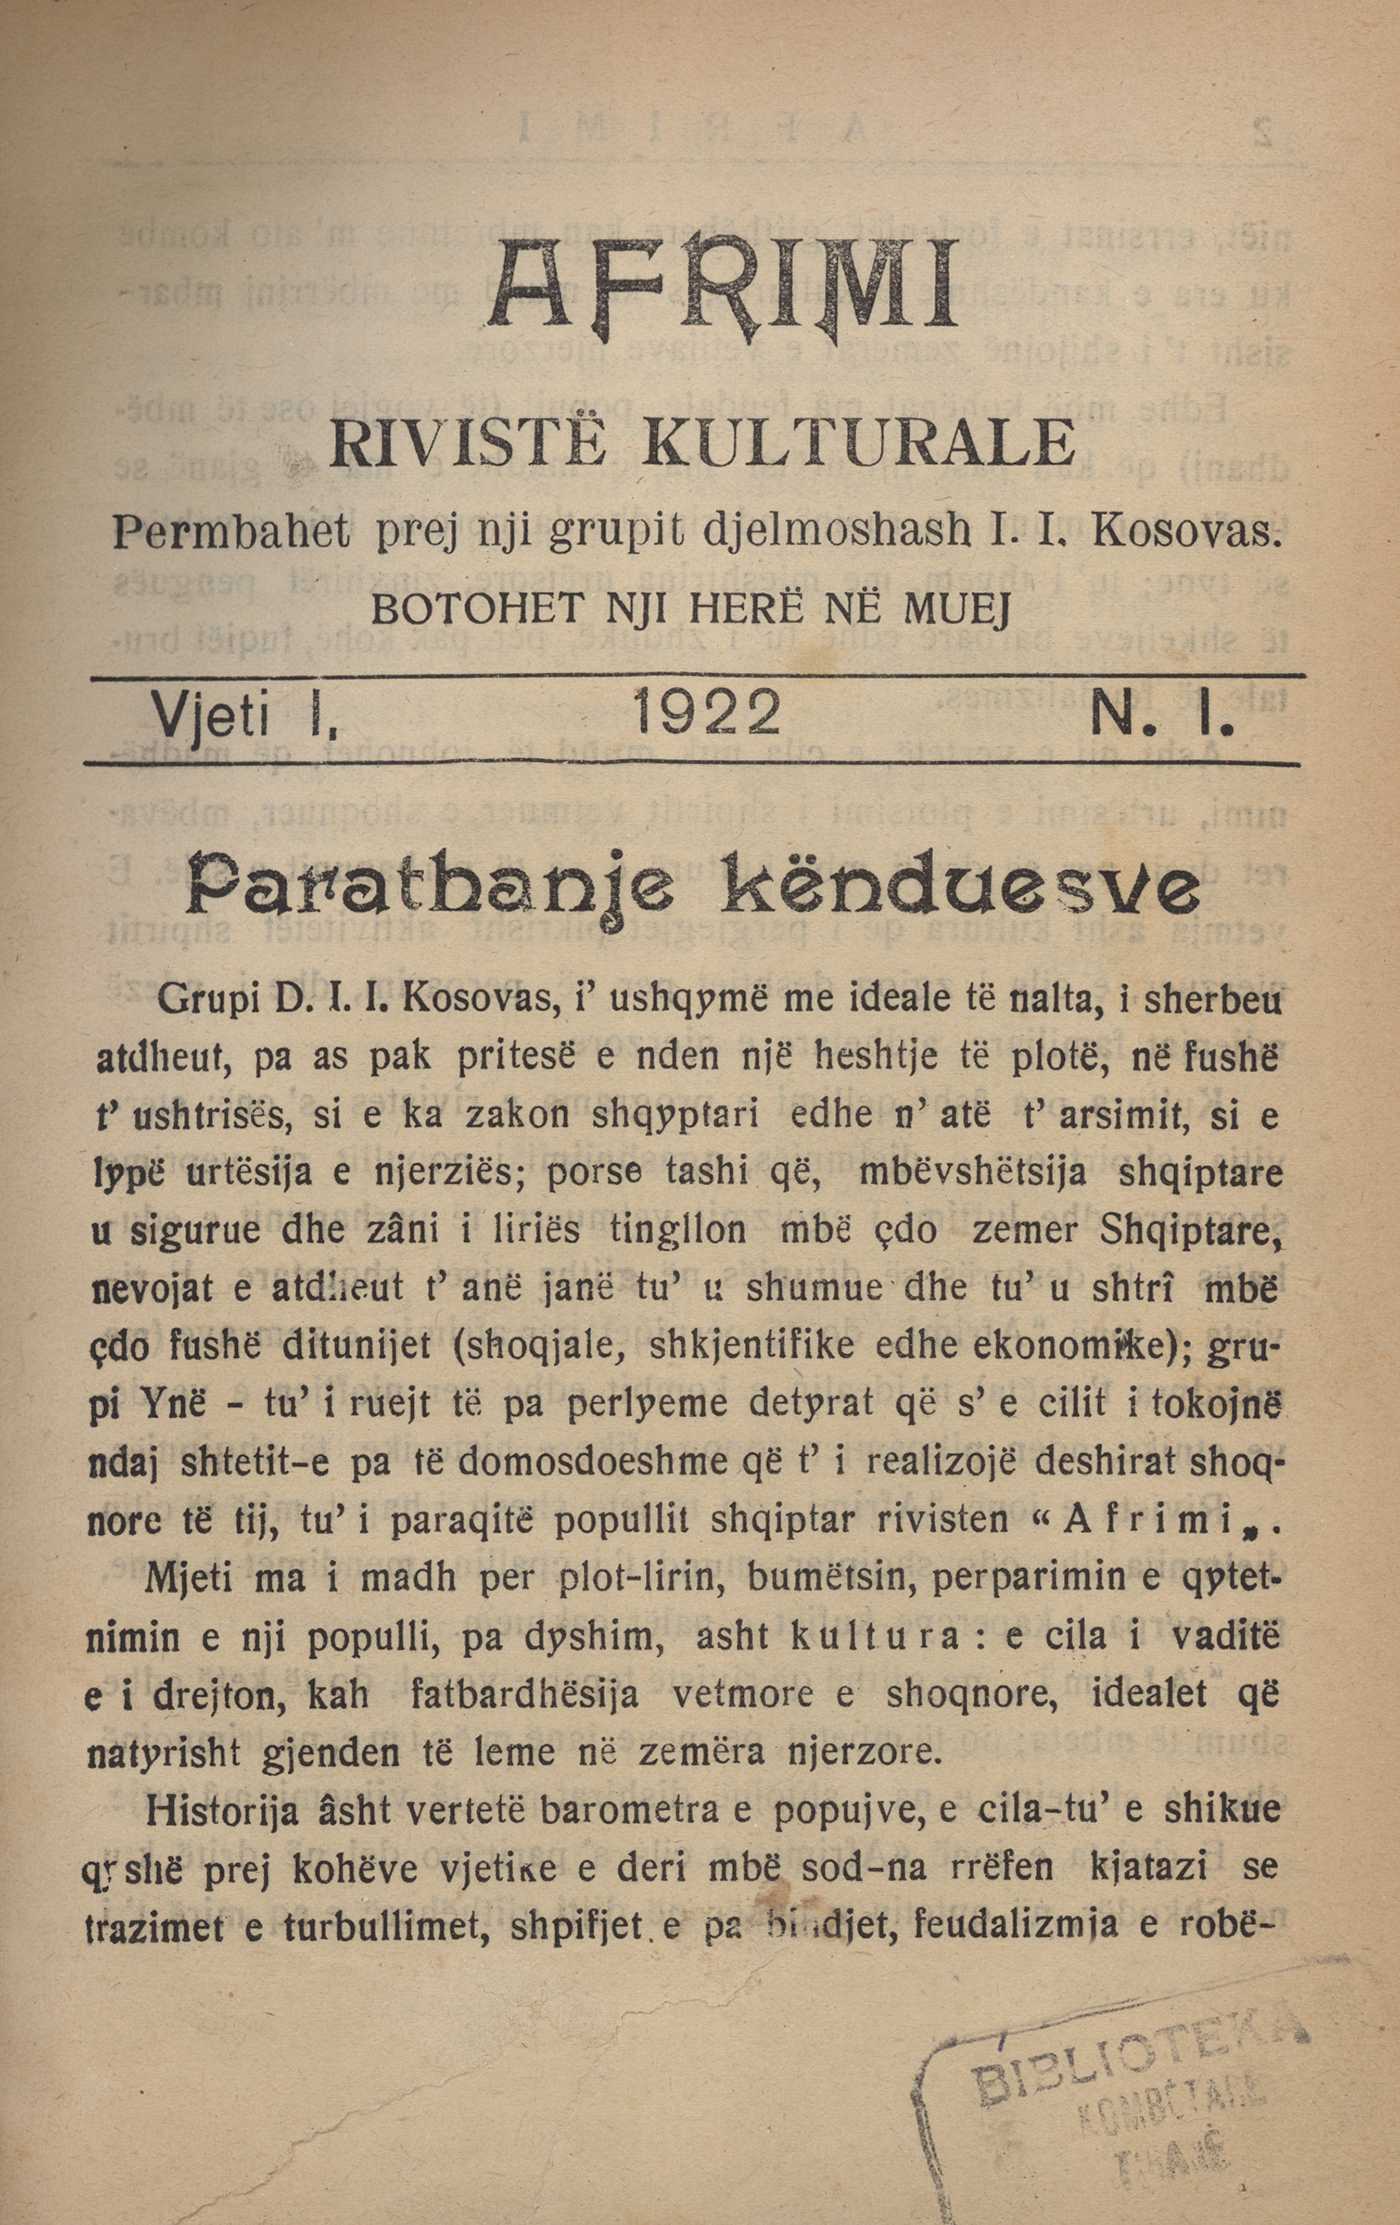 AFRIMI
RIVISTË KULTURALE
Permbahet prej nji grupit djelmoshash I. I. Kosovas.
BOTOHET NJI HERË NË MUEJ
Vjeti I. 1922 N. I.
Parathanje kënduesve
Grupi D. I. I. Kosovas, i’ ushqymë me ideale të nalta, i sherbeu
atdheut, pa as pak pritesë e nden një heshtje të plotë, në fushë
t’ ushtrisës, si e ka zakon shqyptari edhe n’ atë t’ arsimit, si e
lypë urtësija e njerziës; porse tashi që, mbëvshëtsija shqiptare
u sigurue dhe zâni i liriës tingllon mbë çdo zemer Shqiptare,
nevojat e atdheut t’ anë janë tu’ u shumue dhe tu’ u shtrî mbë
çdo fushë ditunijet (shoqjale, shkjentifike edhe ekonomike); gru-
pi Ynë - tu’ i ruejt të pa perlyeme detyrat që s’ e cilit i tokojnë
ndaj shtetit-e pa të domosdoeshme që t’ i realizojë deshirat shoq-
nore të tij, tu’ i paraqitë popullit shqiptar rivisten “ Afrimi„.
Mjeti ma i madh per plot-lirin, bumëtsin, perparimin e qytet-
nimin e nji populli, pa dyshim, asht kultura: e cila i vaditë
e i drejton, kah fatbardhësija vetmore e shoqnore, idealet që
natyrisht gjenden të leme në zemëra njerzore.
Historija âsht vertetë barometra e popujve, e cila-tu’ e shikue
qyshë prej kohëve vjetike e deri mbë sod-na rrëfen kjatazi se
trazimet e turbullimet, shpifjet e pa bindjet, feudalizmja e robë-
BIBLIOTEKA
KOMBËTARE
TIRANË